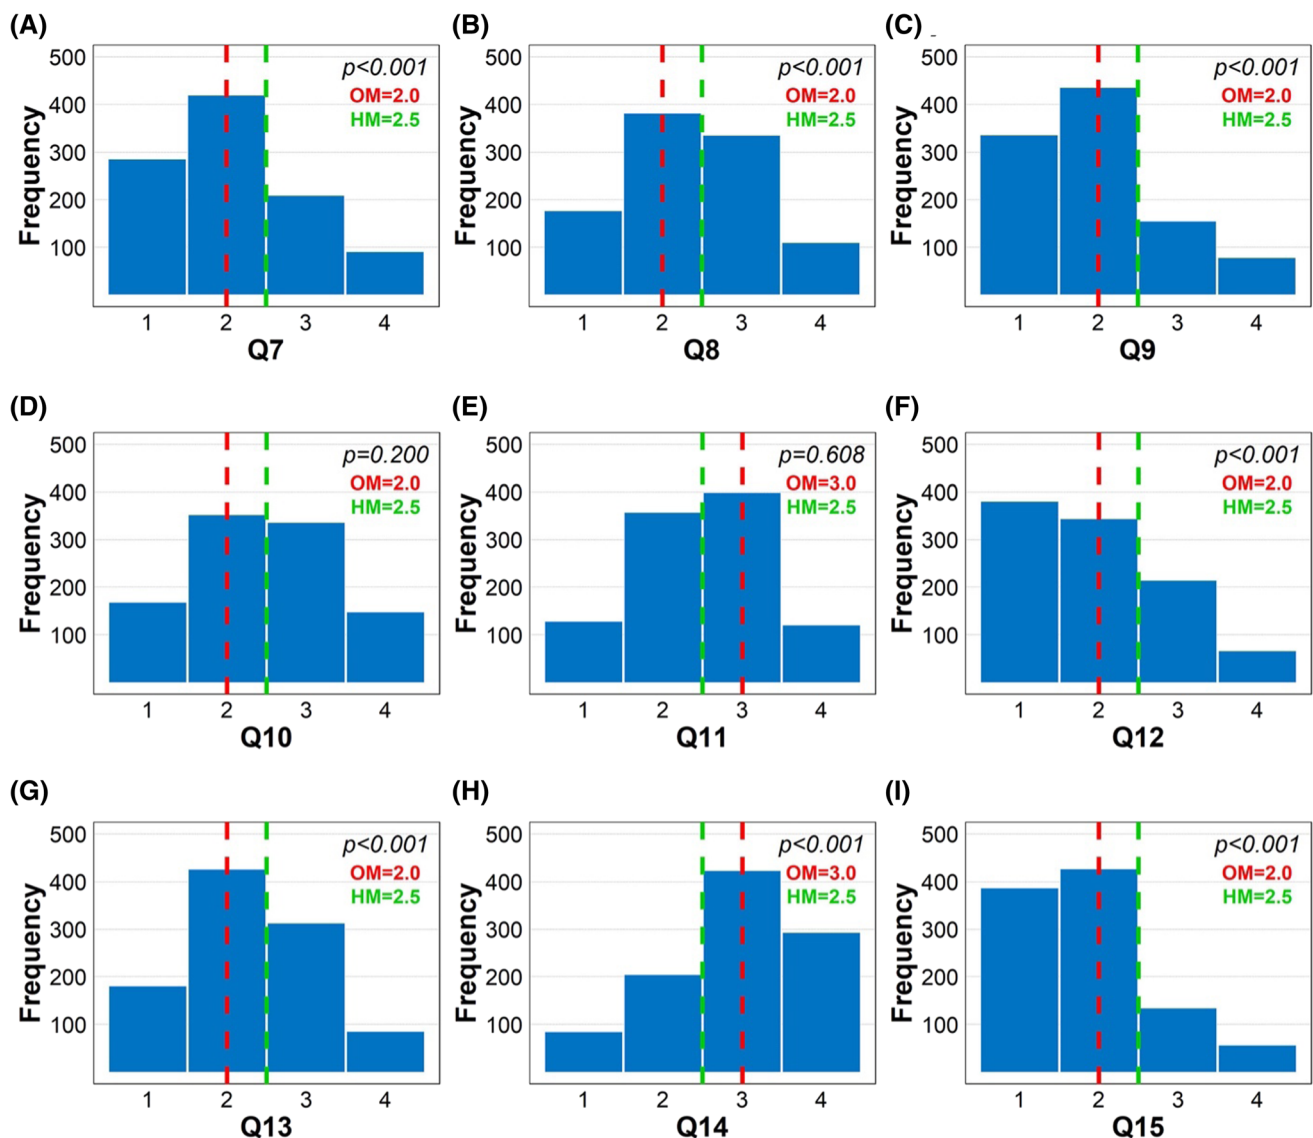 (A)
500
400
300
200
100
Frequency
p<0.001
OM=2.0
HM=2.5
1 2 3 4
Q7
(B)
500
400
300
200
100
Frequency
p<0.001
OM=2.0
HM=2.5
1 2 3 4
Q8
(C)
500
400
300
200
100
Frequency
p<0.001
OM=2.0
HM=2.5
1 2 3 4
Q9
(D)
500
400
300
200
100
Frequency
p=0.200
OM=2.0
HM=2.5
1 2 3 4
Q10
(E)
500
400
300
200
100
Frequency
p=0.608
OM=3.0
HM=2.5
1 2 3 4
Q11
(F)
500
400
300
200
100
Frequency
p<0.001
OM=2.0
HM=2.5
1 2 3 4
Q12
(G)
500
400
300
200
100
Frequency
p<0.001
OM=2.0
HM=2.5
1 2 3 4
Q13
(H)
500
400
300
200
100
Frequency
p<0.001
OM=3.0
HM=2.5
1 2 3 4
Q14
(I)
500
400
300
200
100
Frequency
p<0.001
OM=2.0
HM=2.5
1 2 3 4
Q15